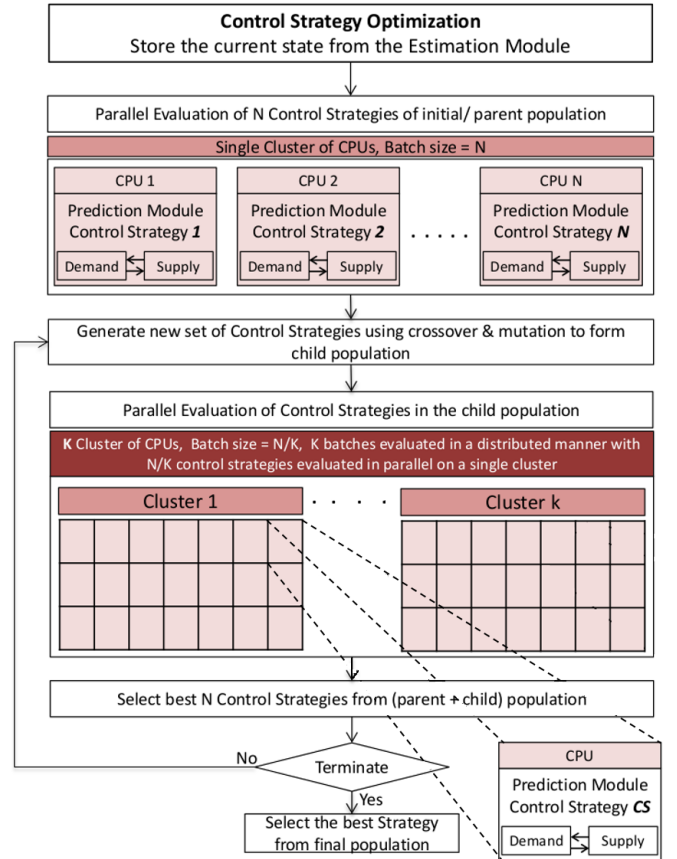 Control Strategy Optimization
Store the current state from the Estimation Module
Parallel Evaluation of N Control Strategies of initial/ parent population
Single Cluster of CPUs, Batch size = N
CPU 1
Prediction Module
Control Strategy 1
Demand
Supply
CPU 2
Prediction Module
Control Strategy 2
Demand
Supply
. . . . .
CPU N
Prediction Module
Control Strategy N
Demand
Supply
Generate new set of Control Strategies using crossover & mutation to form
child population
Parallel Evaluation of Control Strategies in the child population
K Cluster of CPUs, Batch size = N/K, K batches evaluated in a distributed manner with
N/K control strategies evaluated in parallel on a single cluster
Cluster 1
. . . .
Cluster k
Select best N Control Strategies from (parent + child) population
No
Terminate
Yes
Select the best Strategy
from final population
CPU
Prediction Module
Control Strategy CS
Demand
Supply